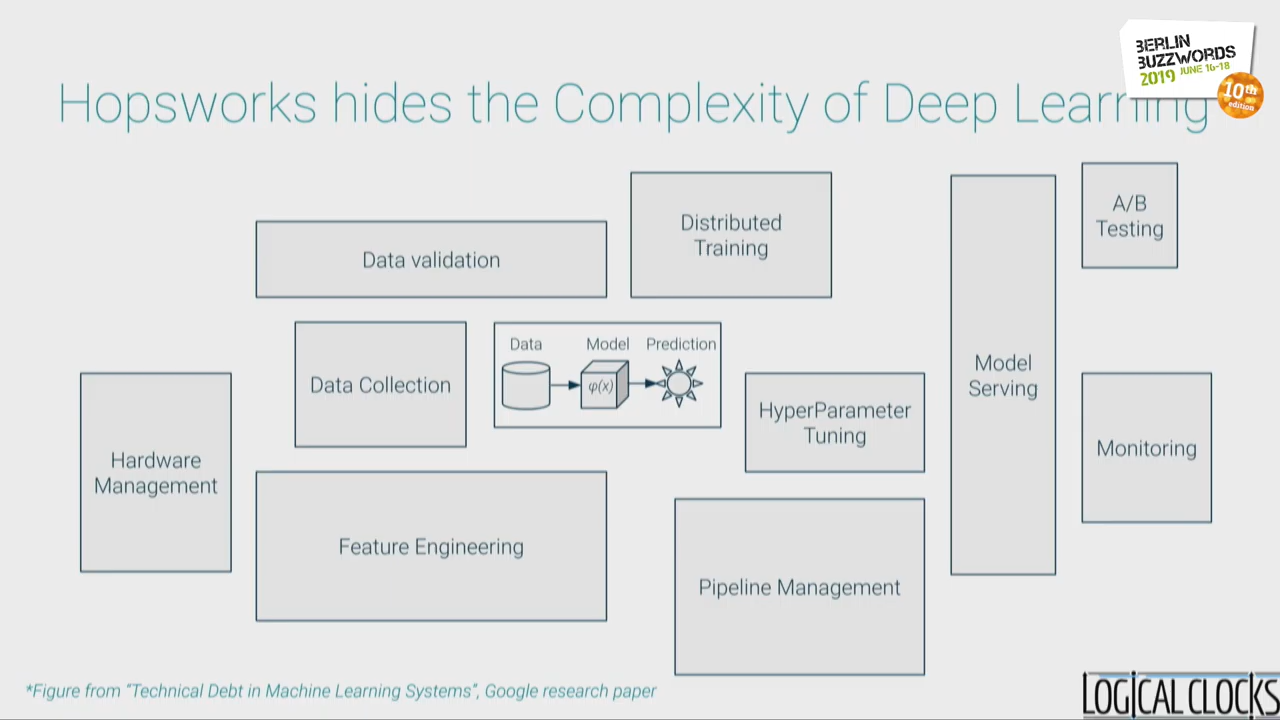 BERLIN
BUZZWORDS
2019 JUNE 16-18
10th
edition
Hopsworks hides the Complexity of Deep Learning
Distributed
Training
A/B
Testing
Data validation
Data
Model
Prediction
φ(x)
Data Collection
Model
Serving
HyperParameter
Tuning
Hardware
Management
Monitoring
Feature Engineering
Pipeline Management
*Figure from “Technical Debt in Machine Learning Systems”, Google research paper
LOGICAL CLOCKS